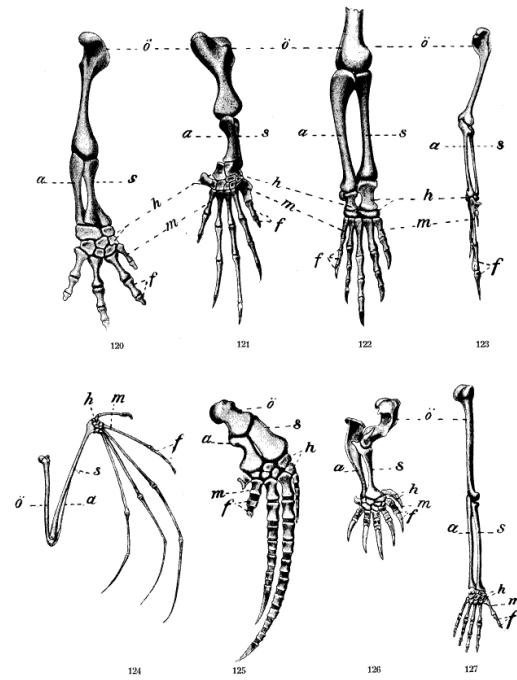 ö ö ö
a s a s a s
h h h
m m m
f f f f
120 121 122 123
h m ö h ö
s f a s h a s
ö a m a s h m f
f h m f
124 125 126 127